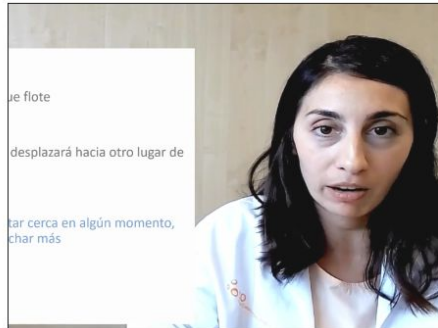 ue flote
desplazará hacia otro lugar de
tar cerca en algún momento,
char más